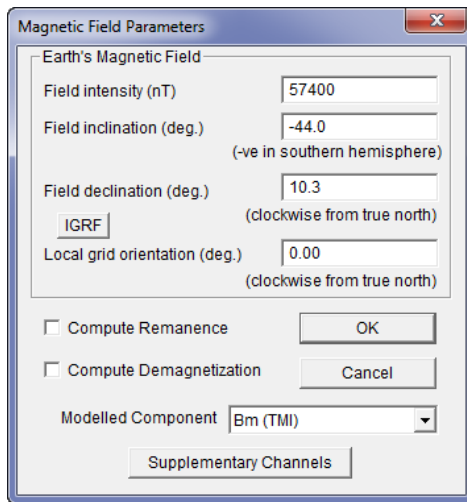 Magnetic Field Parameters
Earth's Magnetic Field
Field intensity (nT) 57400
Field inclination (deg.) -44.0
(-ve in southern hemisphere)
Field declination (deg.) 10.3
(clockwise from true north)
IGRF
Local grid orientation (deg.) 0.00
(clockwise from true north)
Compute Remanence OK
Compute Demagnetization Cancel
Modelled Component Bm (TMI)
Supplementary Channels